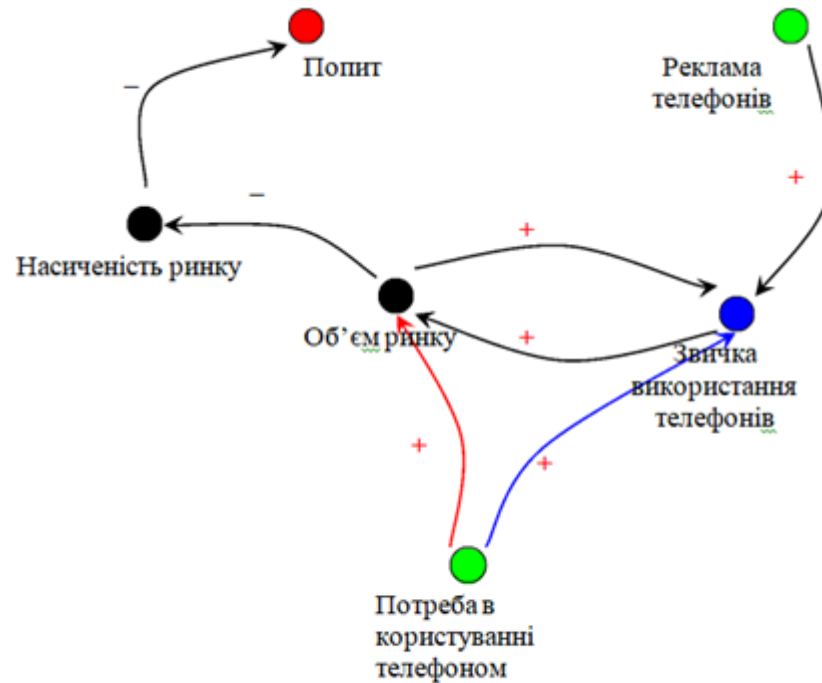 Попит
Реклама
телефонів
–
–
+
+
Насиченість ринку
Об’єм ринку
+
Звичка
використання
телефонів
+
+
Потреба в
користуванні
телефоном